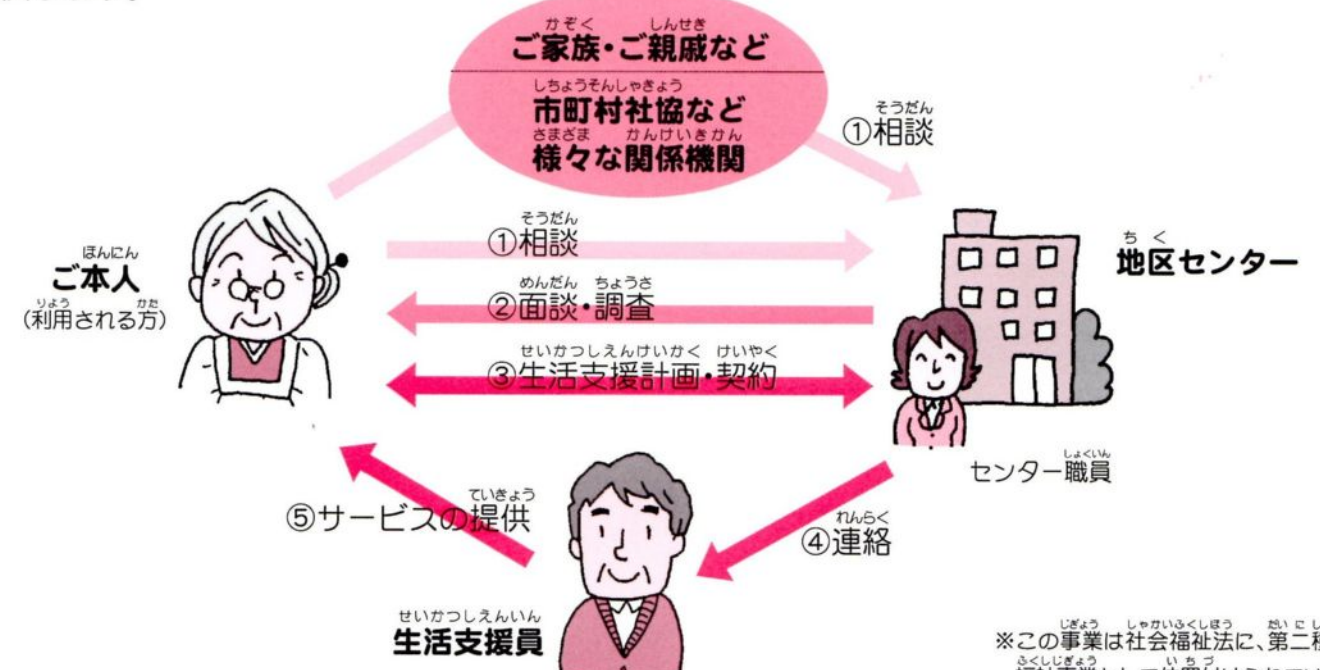 ご家族・ご親戚など
市町村社協など
様々な関係機関
①相談
①相談
地区センター
ご本人
(利用される方)
②面談・調査
③生活支援計画・契約
センター職員
⑤サービスの提供
④連絡
生活支援員
※この事業は社会福祉法に、第二種